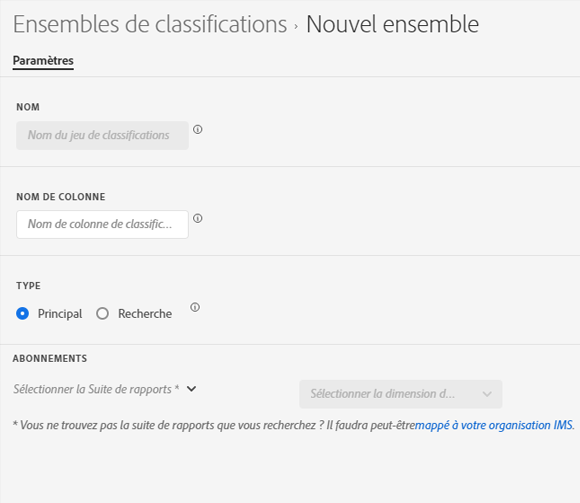 Ensembles de classifications › Nouvel ensemble
Paramètres
NOM
Nom du jeu de classifications
NOM DE COLONNE
Nom de colonne de classific...
TYPE
Principal Recherche
ABONNEMENTS
Sélectionner la Suite de rapports * Sélectionner la dimension d...
* Vous ne trouvez pas la suite de rapports que vous recherchez ? Il faudra peut-êtremappé à votre organisation IMS.